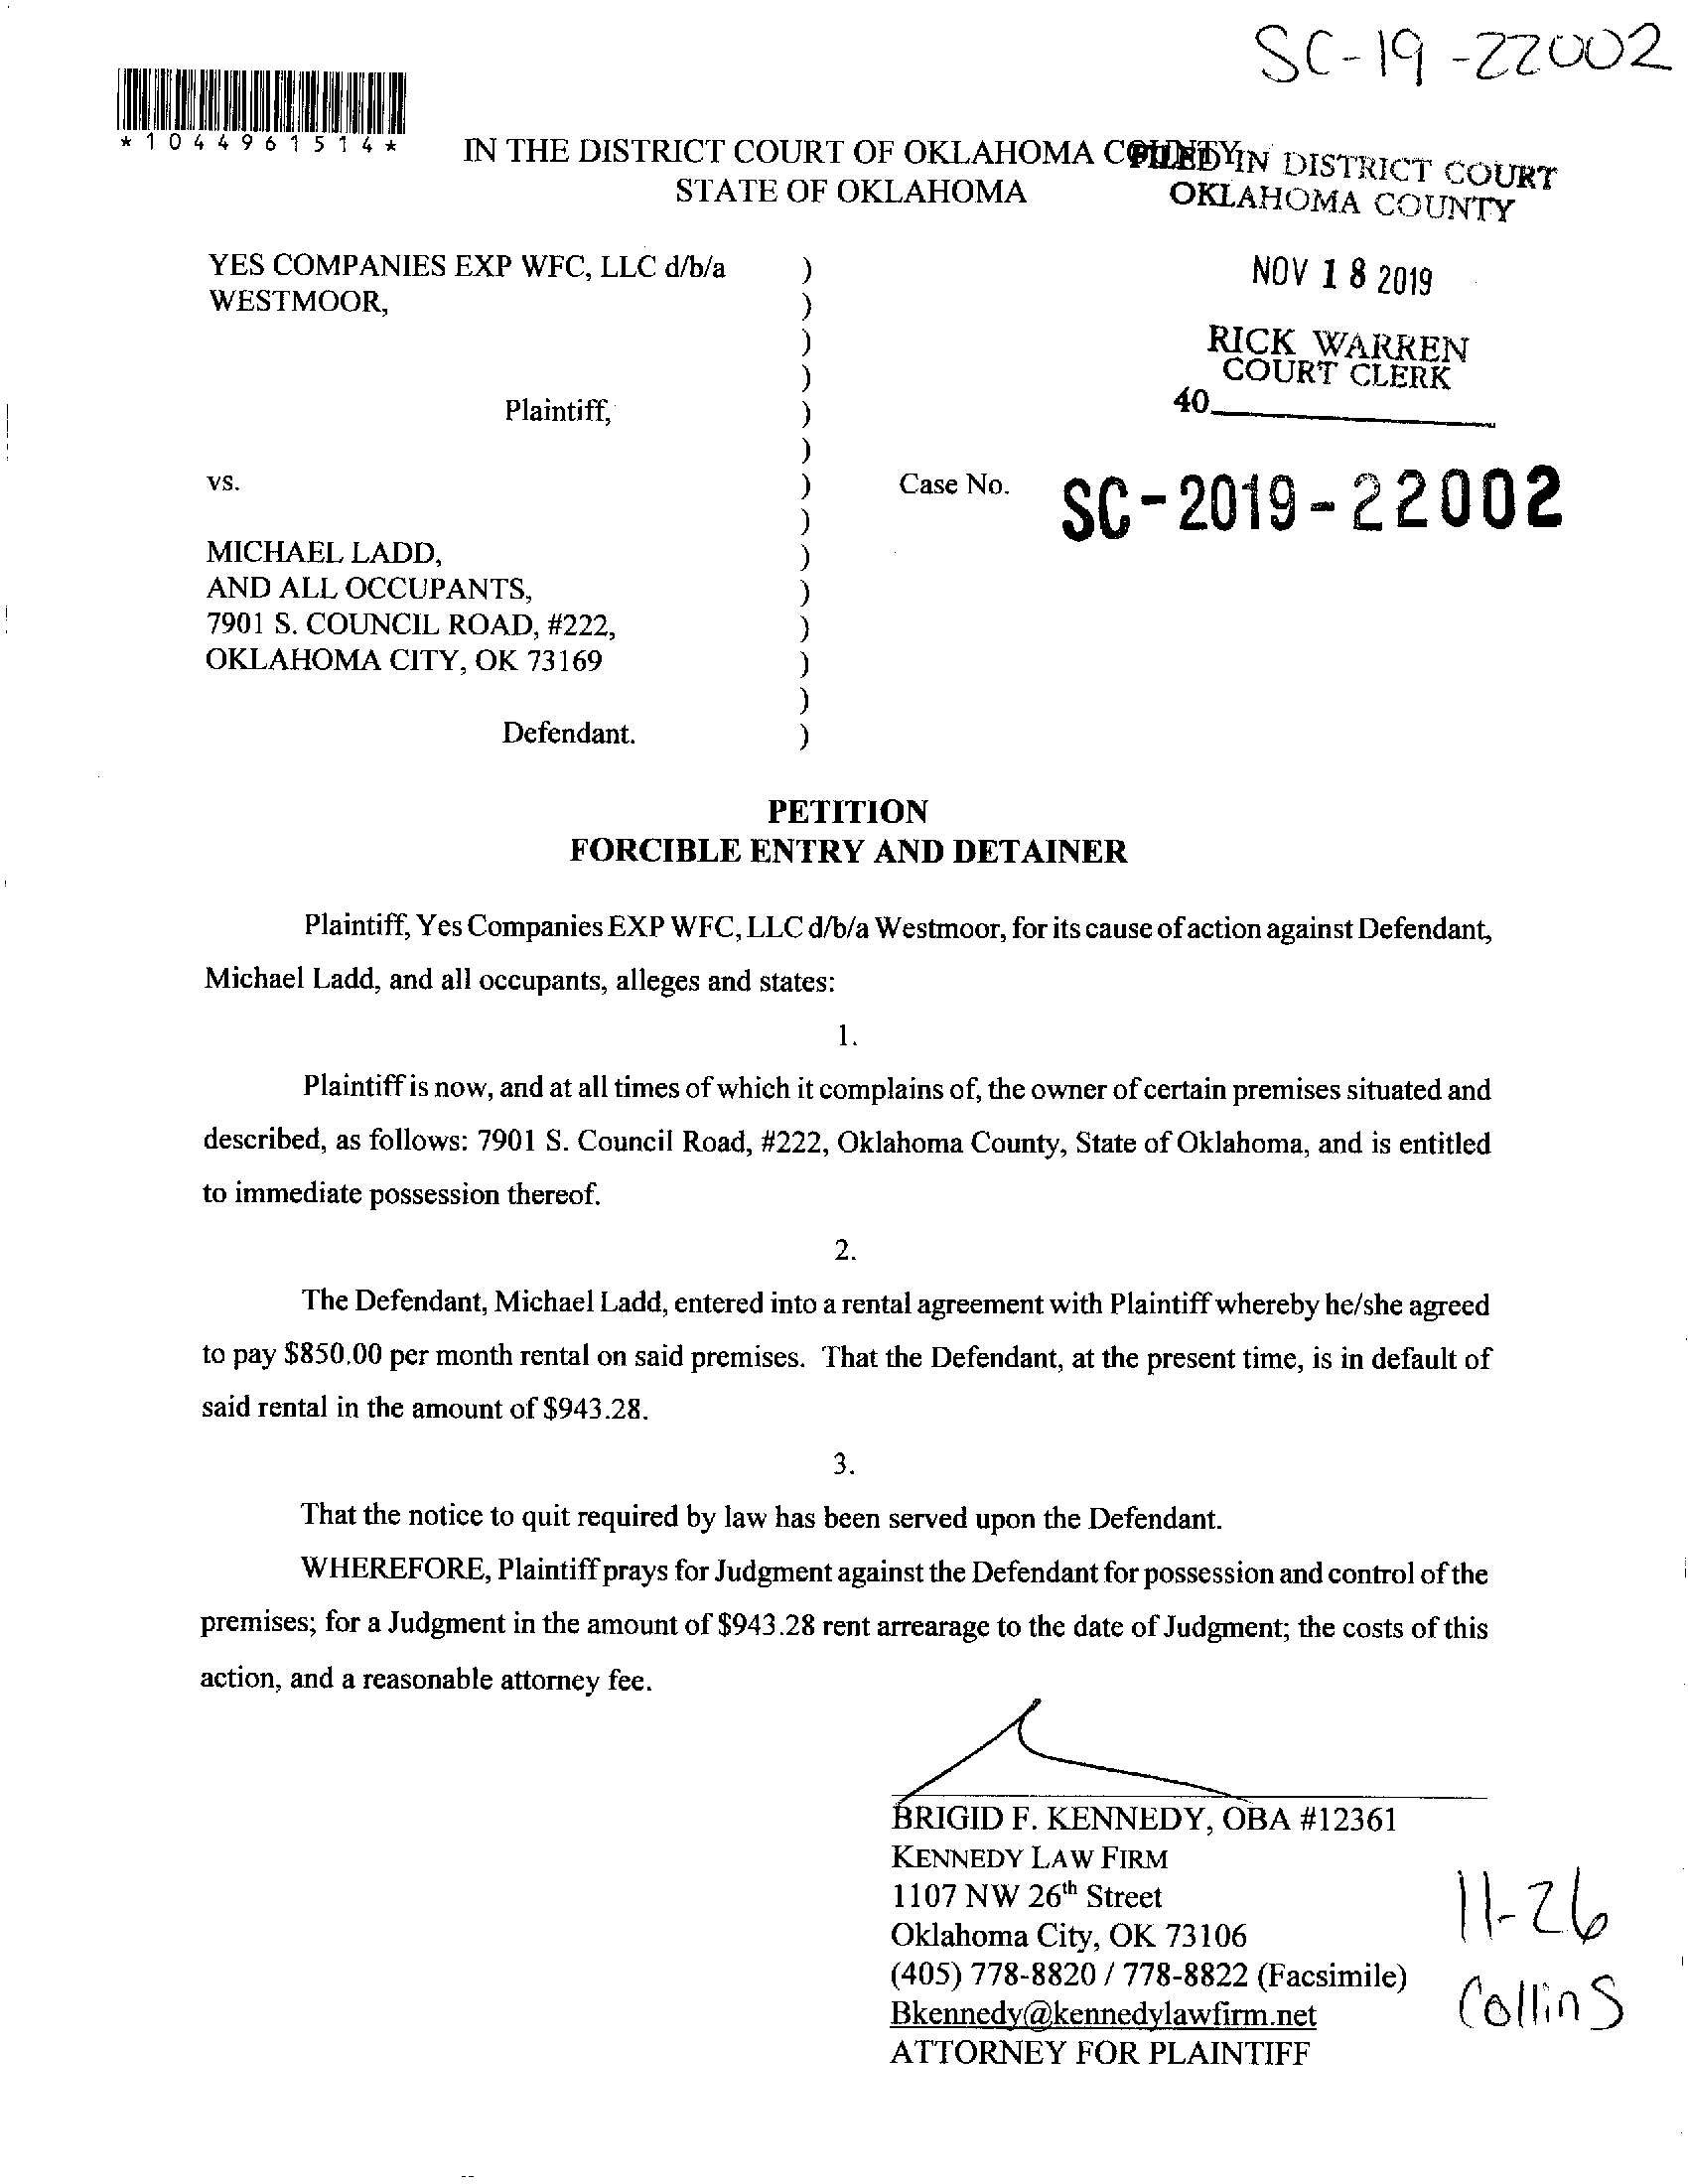 SC-19-22002
*1044961514*
IN THE DISTRICT COURT OF OKLAHOMA COUNTY
STATE OF OKLAHOMA
FILED IN DISTRICT COURT
OKLAHOMA COUNTY
NOV 18 2019
RICK WARREN
COURT CLERK
40
YES COMPANIES EXP WFC, LLC d/b/a )
WESTMOOR, )
)
)
Plaintiff, )
)
vs. ) Case No. SC-2019-22002
)
MICHAEL LADD, )
AND ALL OCCUPANTS, )
7901 S. COUNCIL ROAD, #222, )
OKLAHOMA CITY, OK 73169 )
)
Defendant. )
PETITION
FORCIBLE ENTRY AND DETAINER
Plaintiff, Yes Companies EXP WFC, LLC d/b/a Westmoor, for its cause of action against Defendant,
Michael Ladd, and all occupants, alleges and states:
1.
Plaintiff is now, and at all times of which it complains of, the owner of certain premises situated and
described, as follows: 7901 S. Council Road, #222, Oklahoma County, State of Oklahoma, and is entitled
to immediate possession thereof.
2.
The Defendant, Michael Ladd, entered into a rental agreement with Plaintiff whereby he/she agreed
to pay $850.00 per month rental on said premises. That the Defendant, at the present time, is in default of
said rental in the amount of $943.28.
3.
That the notice to quit required by law has been served upon the Defendant.
WHEREFORE, Plaintiff prays for Judgment against the Defendant for possession and control of the
premises; for a Judgment in the amount of $943.28 rent arrearage to the date of Judgment; the costs of this
action, and a reasonable attorney fee.
BRIGID F. KENNEDY, OBA #12361
KENNEDY LAW FIRM
1107 NW 26th Street
Oklahoma City, OK 73106
(405) 778-8820 / 778-8822 (Facsimile)
Bkennedy@kennedylawfirm.net
ATTORNEY FOR PLAINTIFF
11-26
Collins